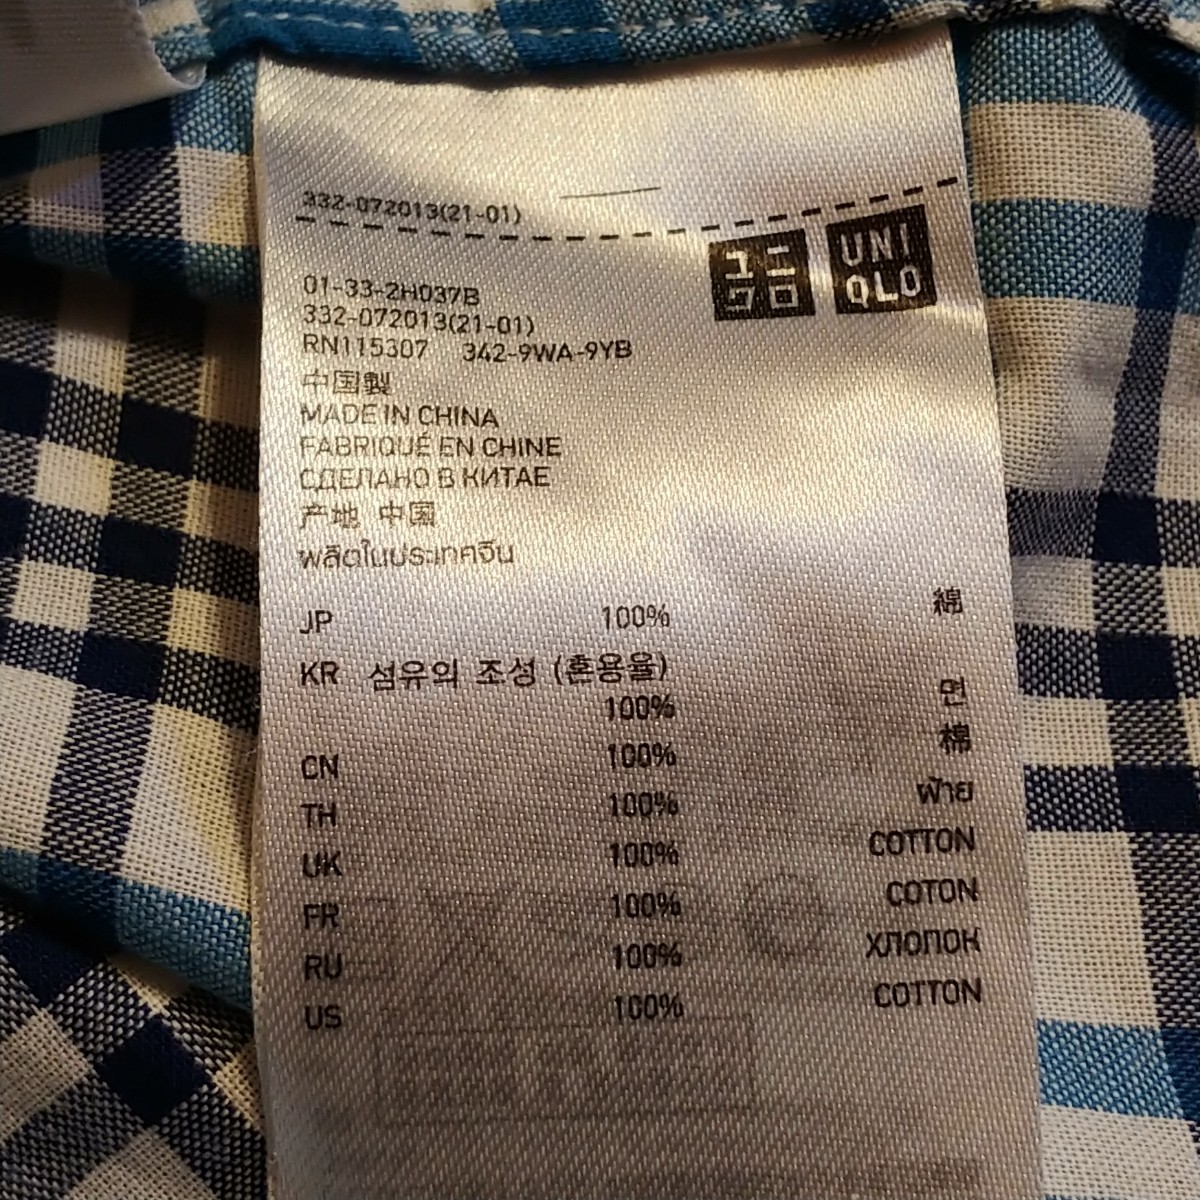 332-072013(21-01)
ユニクロ
UNIQLO
01-33-2H037B
332-072013(21-01)
RN115307 342-9WA-9YB
中国製
MADE IN CHINA
FABRIQUÉ EN CHINE
СДЕЛАНО В КИТАЕ
产地 中国
ผลิตในประเทศจีน
JP 100% 綿
KR 섬유의 조성 (혼용율)
100% 면
CN 100% 棉
TH 100% ฝ้าย
UK 100% COTTON
FR 100% COTON
RU 100% ХЛОПОК
US 100% COTTON